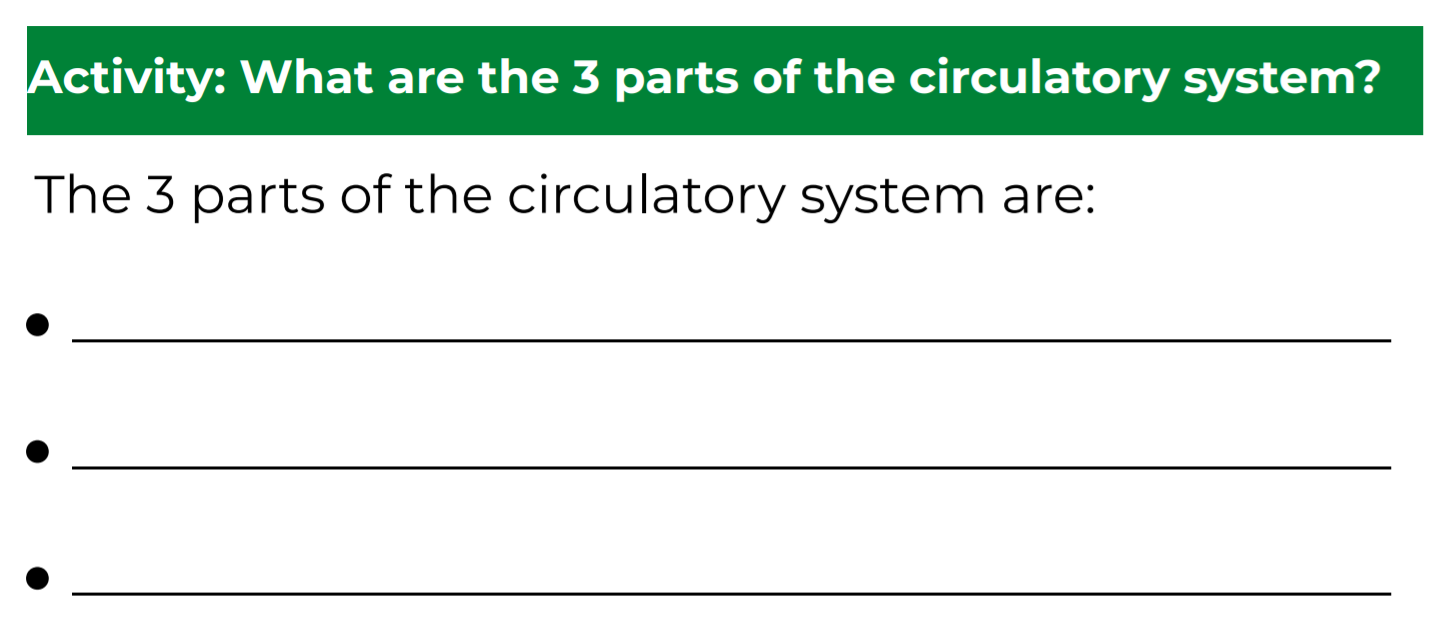 Activity: What are the 3 parts of the circulatory system?
The 3 parts of the circulatory system are: